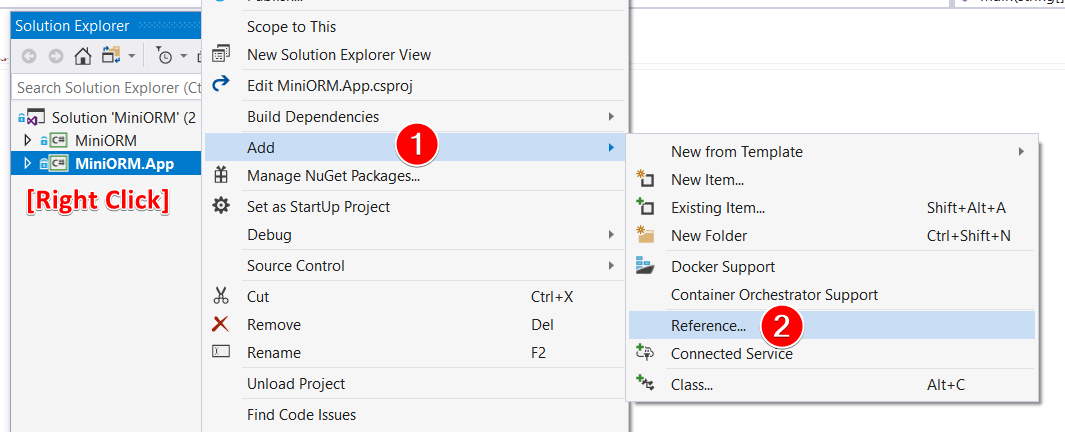 Publish...
main(string[]
Solution Explorer
Search Solution Explorer (Ct
Solution 'MiniORM' (2
C# MiniORM
C# MiniORM.App
[Right Click]
Scope to This
New Solution Explorer View
Edit MiniORM.App.csproj
Build Dependencies
Add
1
Manage NuGet Packages...
Set as StartUp Project
Debug
Source Control
Cut Ctrl+X
Remove Del
Rename F2
Unload Project
Find Code Issues
New from Template
New Item...
Existing Item... Shift+Alt+A
New Folder Ctrl+Shift+N
Docker Support
Container Orchestrator Support
Reference... 2
Connected Service
Class... Alt+C